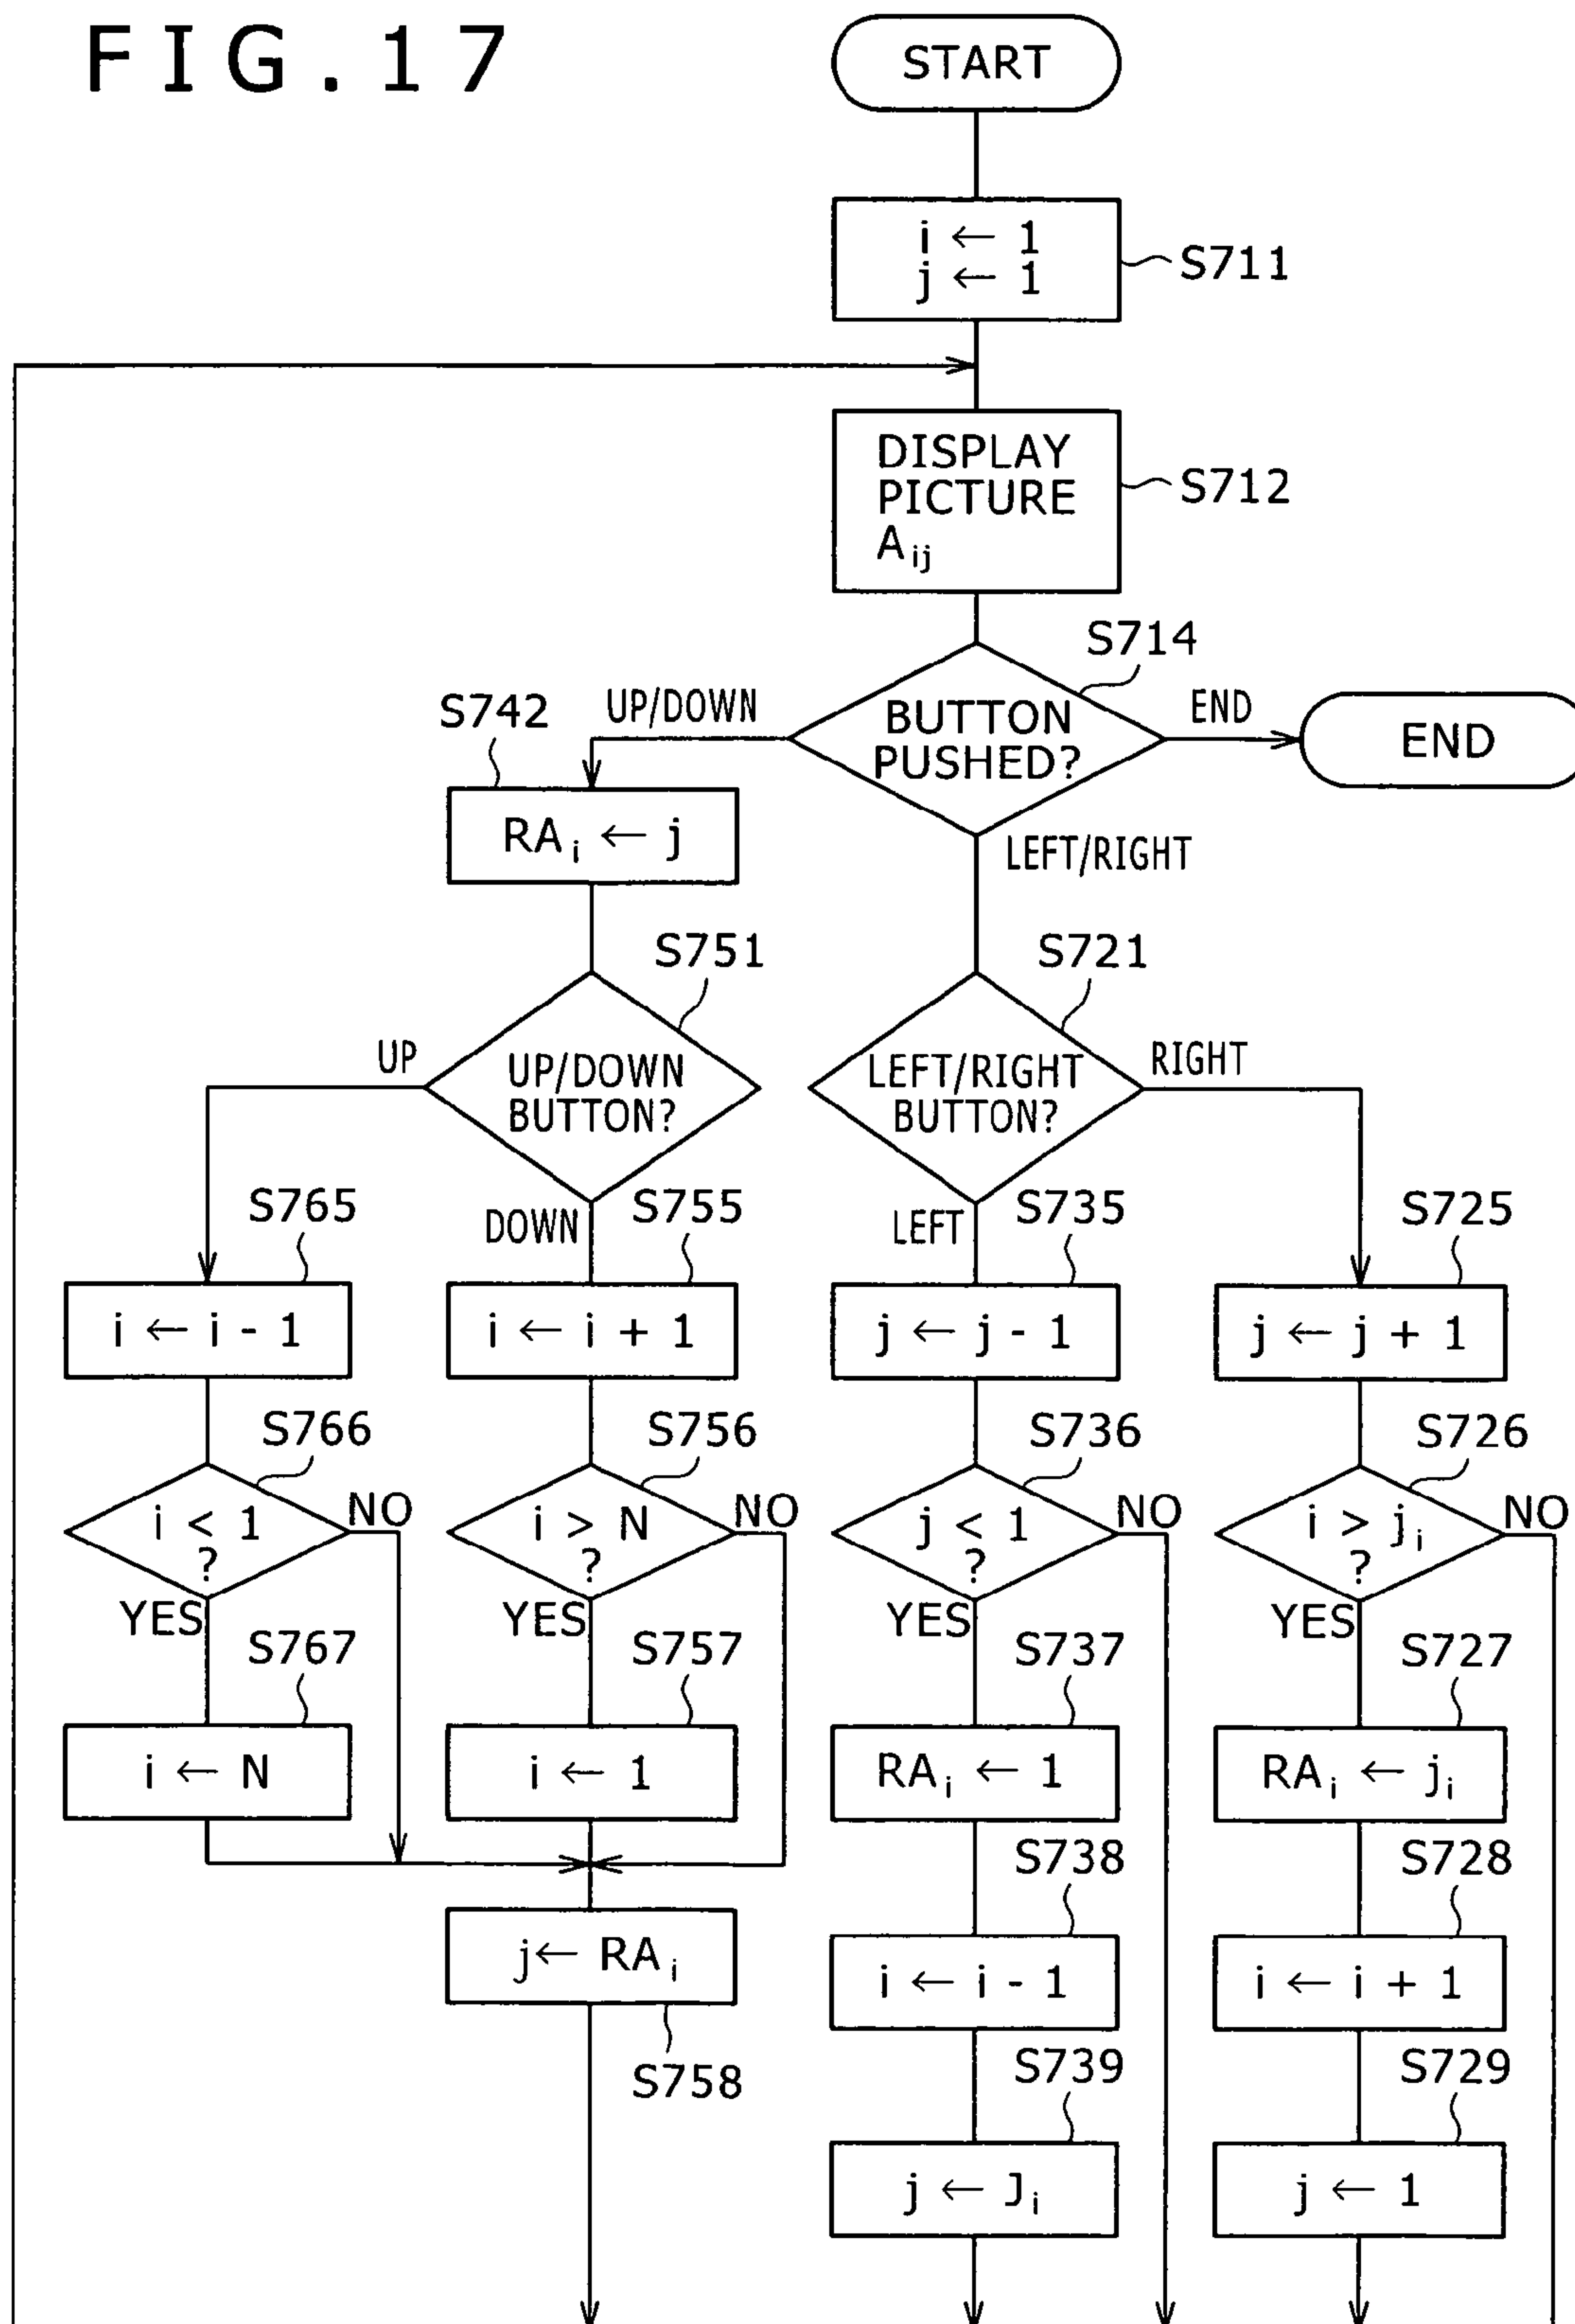 FIG.17
START
i ← 1
j ← 1
S711
DISPLAY
PICTURE
Aij
S712
S714
BUTTON
PUSHED?
UP/DOWN
END
END
LEFT/RIGHT
S742
RAi ← j
S751
UP/DOWN
BUTTON?
UP
DOWN
S721
LEFT/RIGHT
BUTTON?
RIGHT
LEFT
S765
i ← i - 1
S755
i ← i + 1
S735
j ← j - 1
S725
j ← j + 1
S766
i < 1
?
NO
YES
S756
i > N
?
NO
YES
S736
j < 1
?
NO
YES
S726
i > ji
?
NO
YES
S767
i ← N
S757
i ← 1
S737
RAi ← 1
S727
RAi ← ji
j ← RAi
S758
S738
i ← i - 1
S728
i ← i + 1
S739
j ← Ji
S729
j ← 1